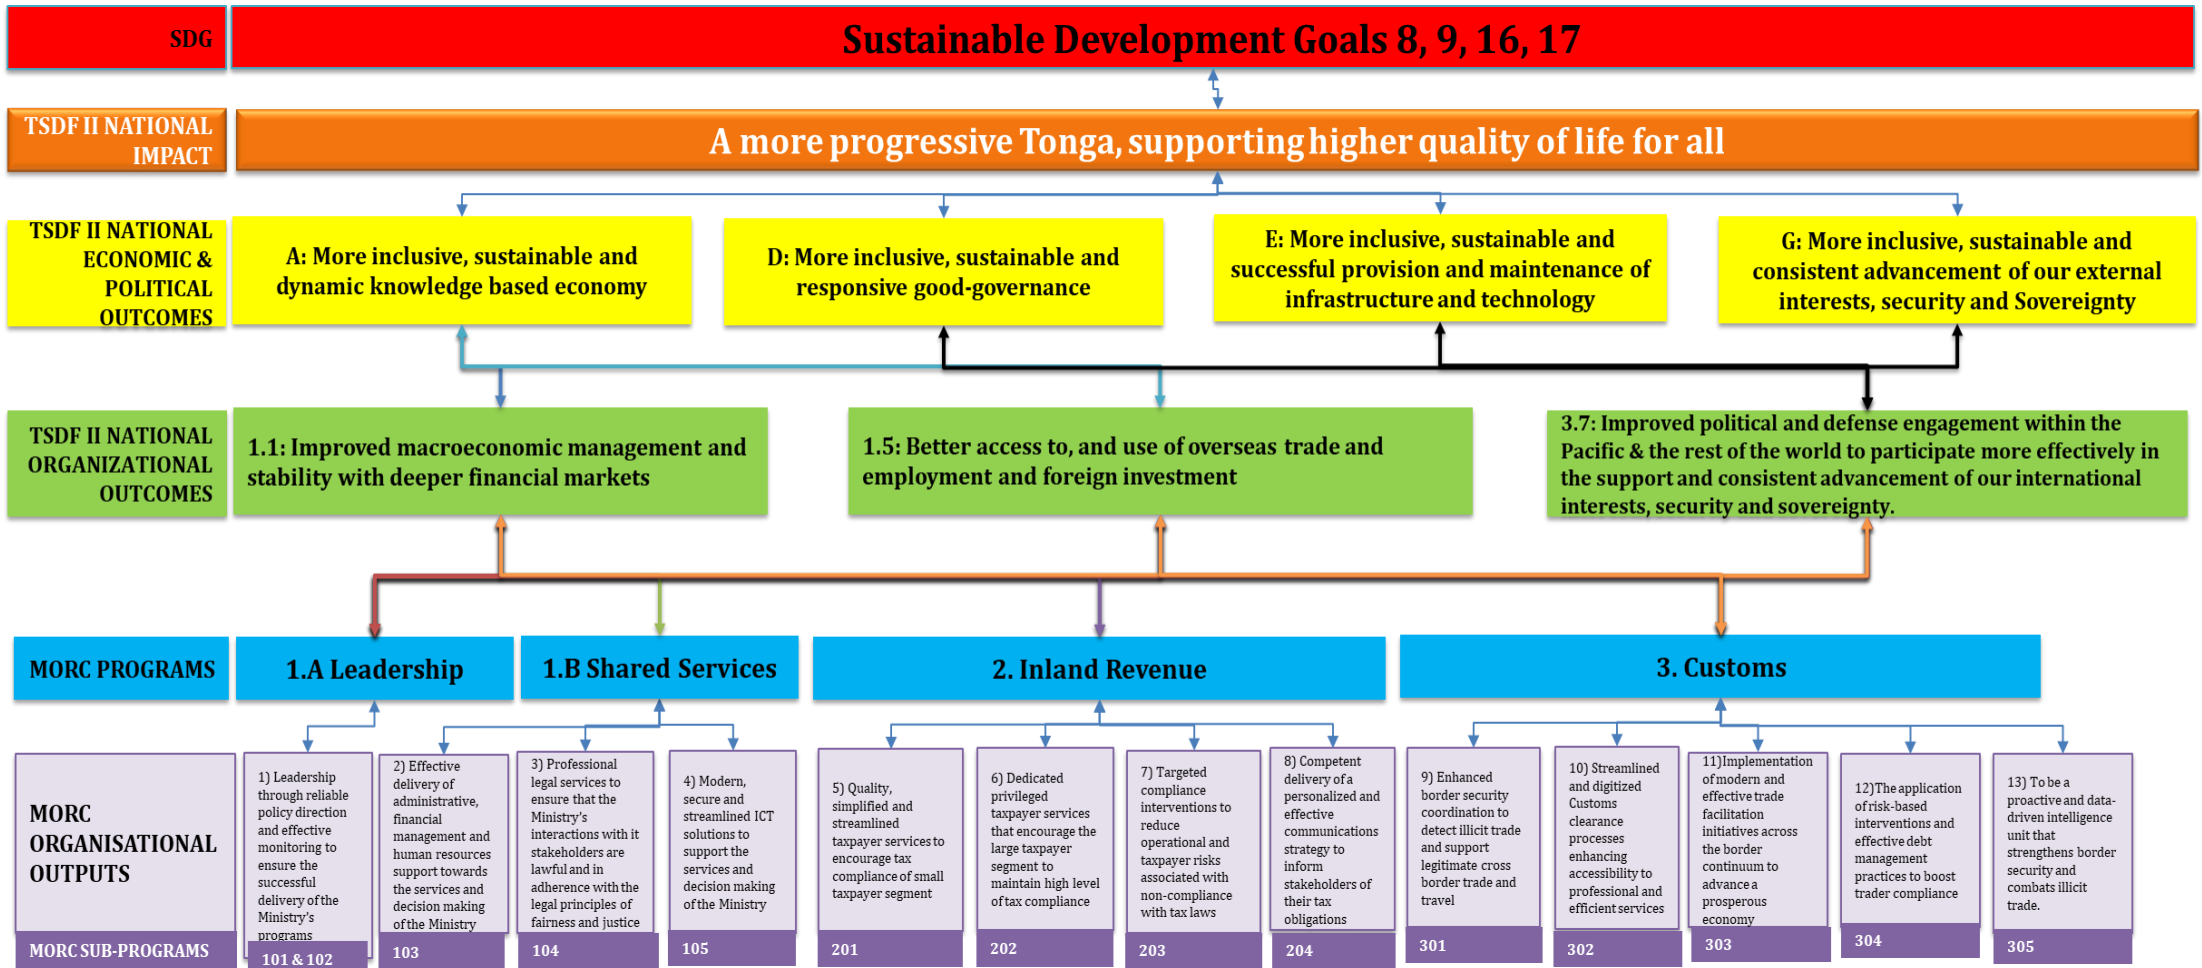 SDG
Sustainable Development Goals 8, 9, 16, 17
TSDF II NATIONAL
IMPACT
A more progressive Tonga, supporting higher quality of life for all
TSDF II NATIONAL
ECONOMIC &
POLITICAL
OUTCOMES
A: More inclusive, sustainable and
dynamic knowledge based economy
D: More inclusive, sustainable and
responsive good-governance
E: More inclusive, sustainable and
successful provision and maintenance of
infrastructure and technology
G: More inclusive, sustainable and
consistent advancement of our external
interests, security and Sovereignty
TSDF II NATIONAL
ORGANIZATIONAL
OUTCOMES
1.1: Improved macroeconomic management and
stability with deeper financial markets
1.5: Better access to, and use of overseas trade and
employment and foreign investment
3.7: Improved political and defense engagement within the
Pacific & the rest of the world to participate more effectively in
the support and consistent advancement of our international
interests, security and sovereignty.
MORC PROGRAMS
1.A Leadership
1.B Shared Services
2. Inland Revenue
3. Customs
MORC
ORGANISATIONAL
OUTPUTS
1) Leadership
through reliable
policy direction
and effective
monitoring to
ensure the
successful
delivery of the
Ministry's
programs
2) Effective
delivery of
administrative,
financial
management and
human resources
support towards
the services and
decision making
of the Ministry
3) Professional
legal services to
ensure that the
Ministry's
interactions with it
stakeholders are
lawful and in
adherence with the
legal principles of
fairness and justice
4) Modern,
secure and
streamlined ICT
solutions to
support the
services and
decision making
of the Ministry
5) Quality,
simplified and
streamlined
taxpayer services to
encourage tax
compliance of small
taxpayer segment
6) Dedicated
privileged
taxpayer services
that encourage the
large taxpayer
segment to
maintain high level
of tax compliance
7) Targeted
compliance
interventions to
reduce
operational and
taxpayer risks
associated with
non-compliance
with tax laws
8) Competent
delivery of a
personalized and
effective
communications
strategy to
inform
stakeholders of
their tax
obligations
9) Enhanced
border security
coordination to
detect illicit trade
and support
legitimate cross
border trade and
travel
10) Streamlined
and digitized
Customs
clearance
processes
enhancing
accessibility to
professional and
efficient services
11)Implementation
of modern and
effective trade
facilitation
initiatives across
the border
continuum to
advance a
prosperous
economy
12)The application
of risk-based
interventions and
effective debt
management
practices to boost
trader compliance
13) To be a
proactive and data-
driven intelligence
unit that
strengthens border
security and
combats illicit
trade.
MORC SUB-PROGRAMS
101 & 102
103
104
105
201
202
203
204
301
302
303
304
305